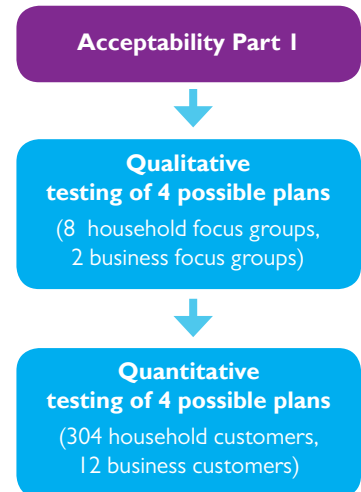 Acceptability Part 1
Qualitative
testing of 4 possible plans
(8 household focus groups,
2 business focus groups)
Quantitative
testing of 4 possible plans
(304 household customers,
12 business customers)